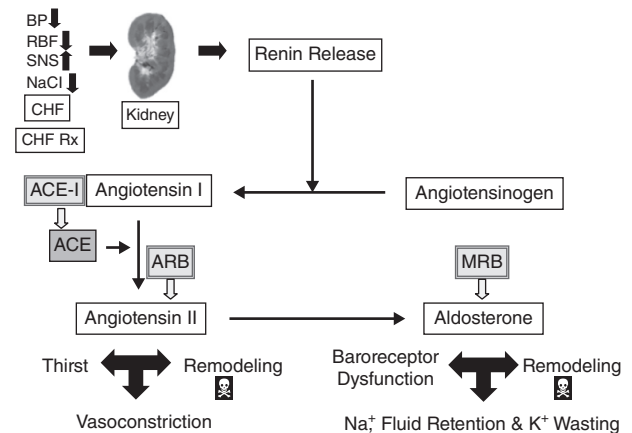 BP
RBF
SNS
NaCl
CHF
CHF Rx
Kidney
Renin Release
ACE-I Angiotensin I
Angiotensinogen
ACE
ARB
MRB
Angiotensin II
Aldosterone
Thirst
Remodeling
Baroreceptor
Dysfunction
Remodeling
Vasoconstriction
Na⁺, Fluid Retention & K⁺ Wasting